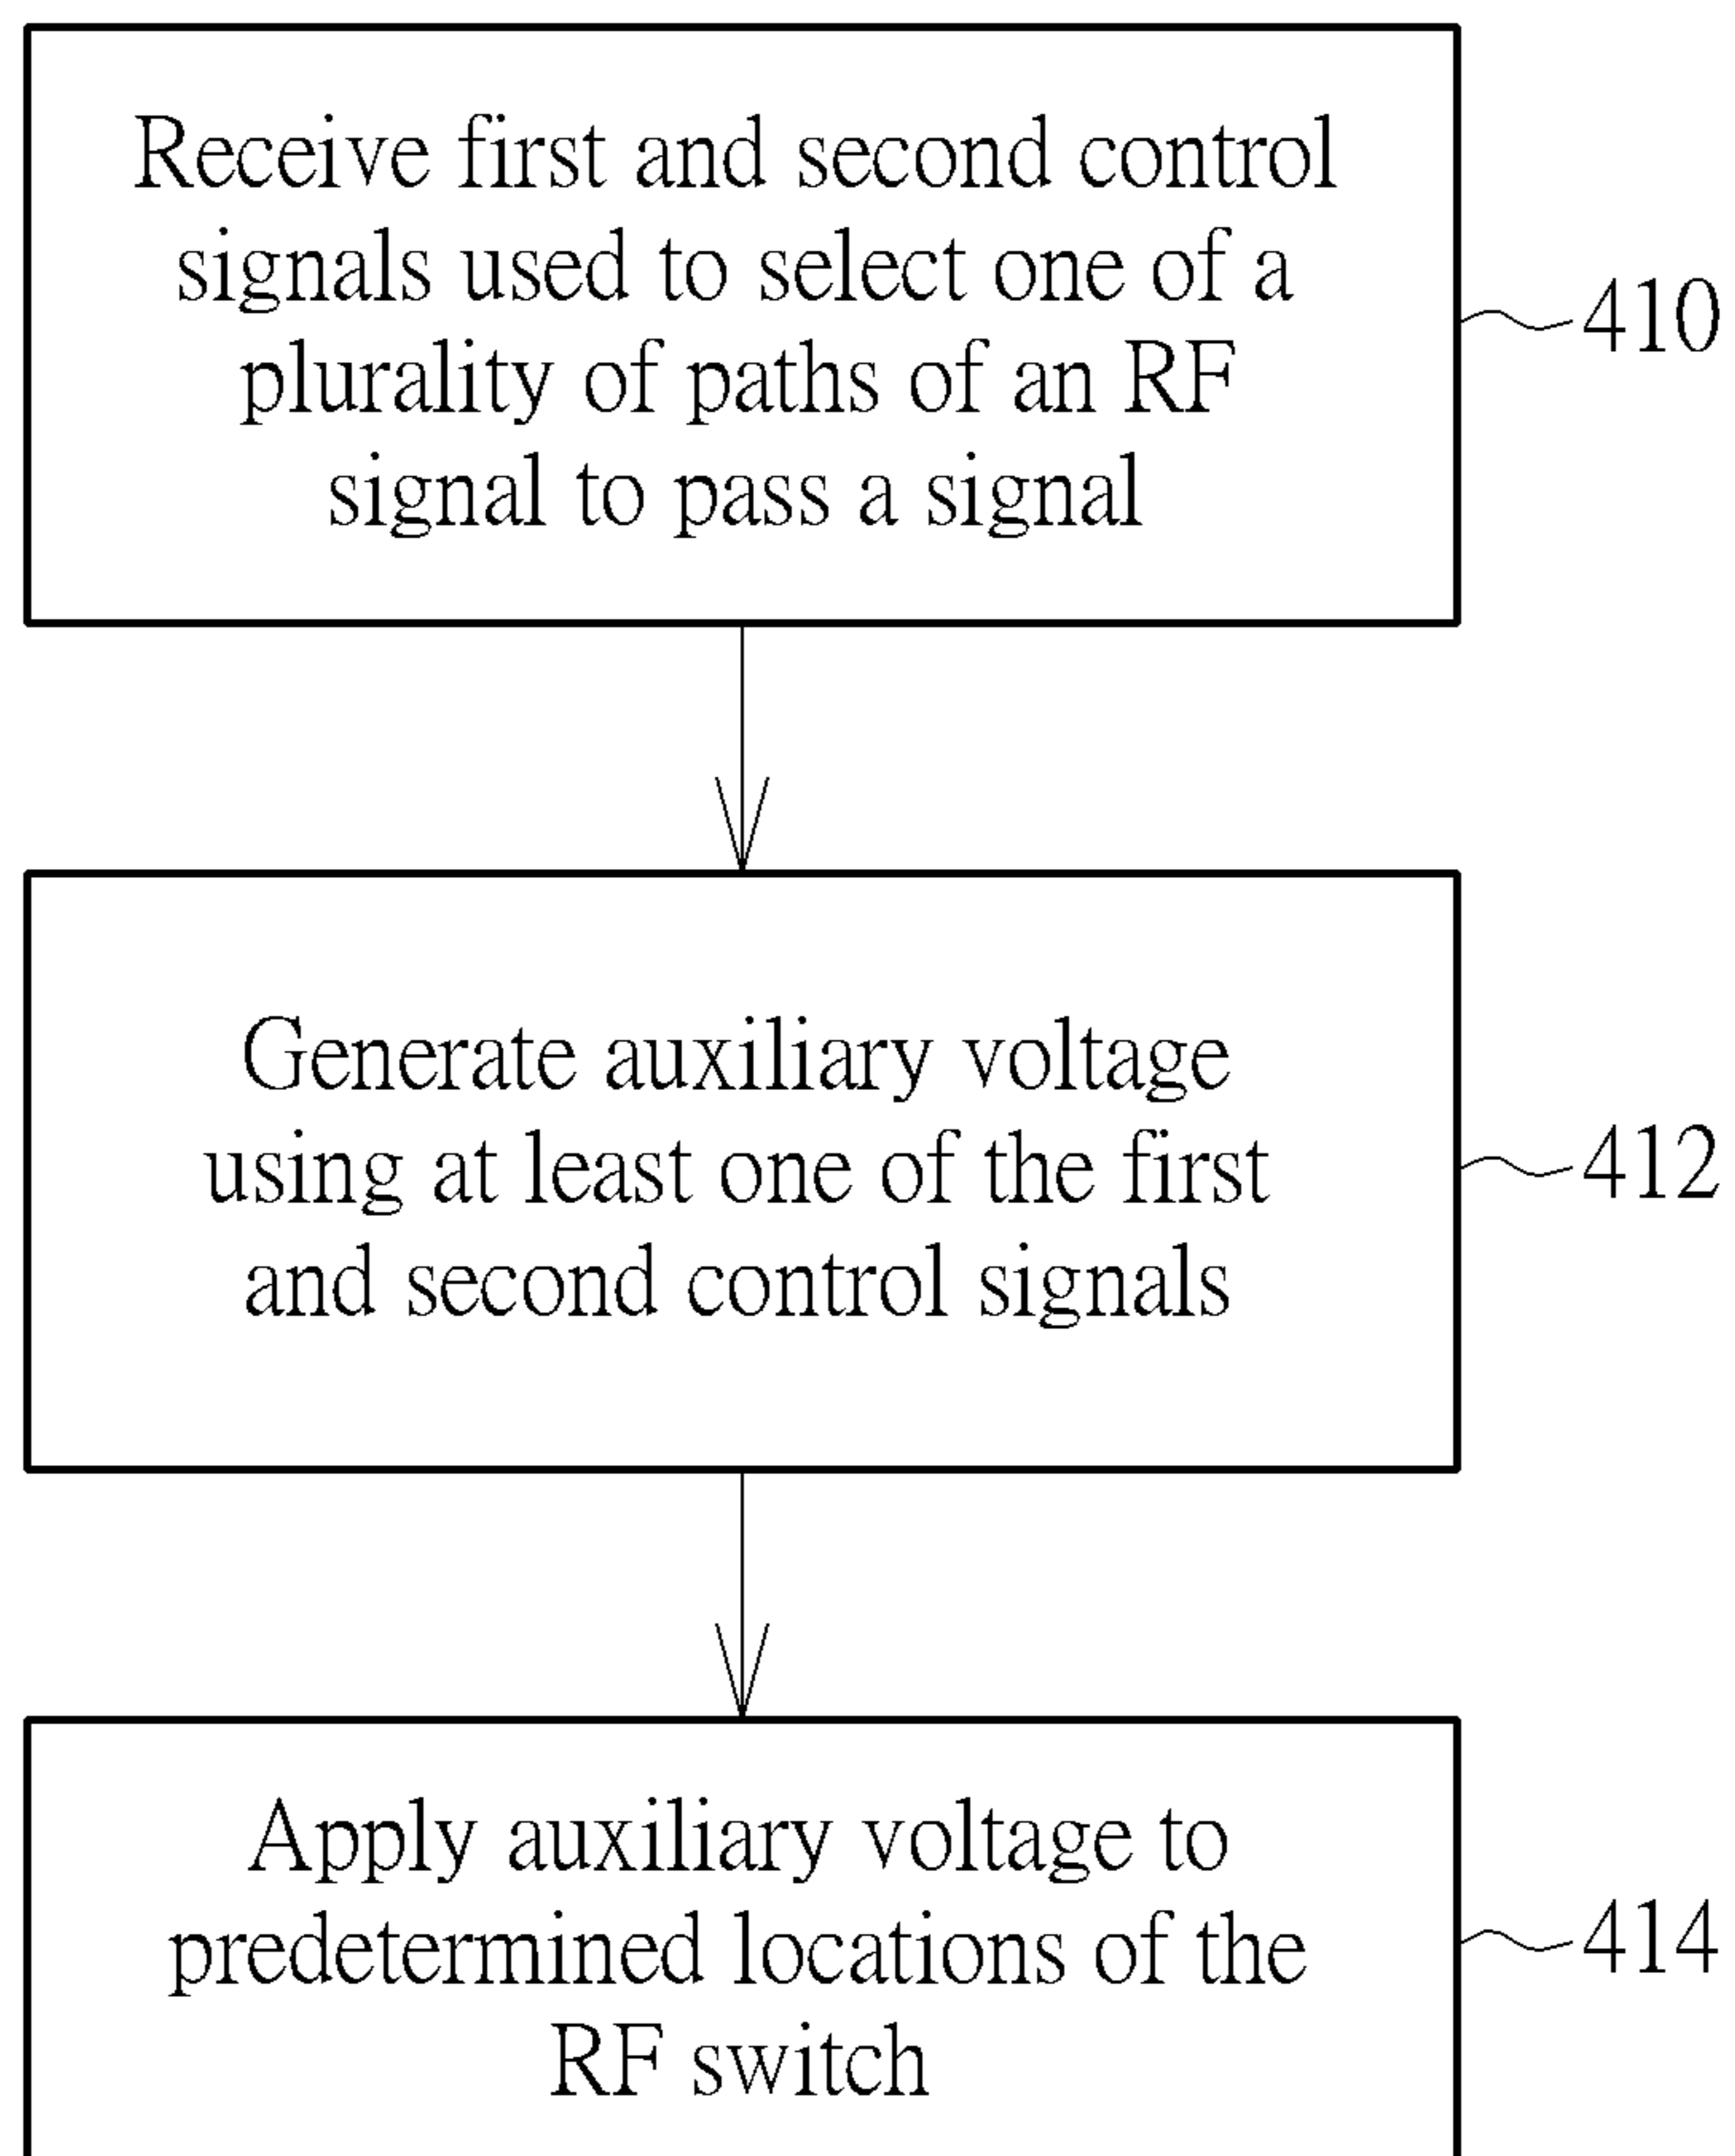 Receive first and second control
signals used to select one of a
plurality of paths of an RF
signal to pass a signal
410
Generate auxiliary voltage
using at least one of the first
and second control signals
412
Apply auxiliary voltage to
predetermined locations of the
RF switch
414